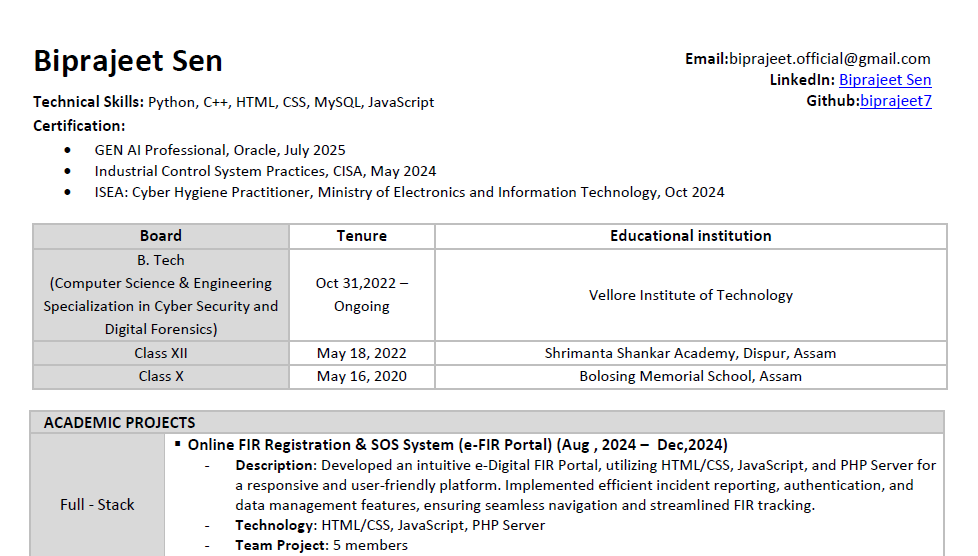 Biprajeet Sen
Email:biprajeet.official@gmail.com
LinkedIn: Biprajeet Sen
Github:biprajeet7
Technical Skills: Python, C++, HTML, CSS, MySQL, JavaScript
Certification:
• GEN AI Professional, Oracle, July 2025
• Industrial Control System Practices, CISA, May 2024
• ISEA: Cyber Hygiene Practitioner, Ministry of Electronics and Information Technology, Oct 2024
Board Tenure Educational institution
B. Tech
(Computer Science & Engineering
Specialization in Cyber Security and
Digital Forensics)
Oct 31,2022 –
Ongoing
Vellore Institute of Technology
Class XII May 18, 2022 Shrimanta Shankar Academy, Dispur, Assam
Class X May 16, 2020 Bolosing Memorial School, Assam
ACADEMIC PROJECTS
Full - Stack
▪ Online FIR Registration & SOS System (e-FIR Portal) (Aug , 2024 – Dec,2024)
- Description: Developed an intuitive e-Digital FIR Portal, utilizing HTML/CSS, JavaScript, and PHP Server for
a responsive and user-friendly platform. Implemented efficient incident reporting, authentication, and
data management features, ensuring seamless navigation and streamlined FIR tracking.
- Technology: HTML/CSS, JavaScript, PHP Server
- Team Project: 5 members